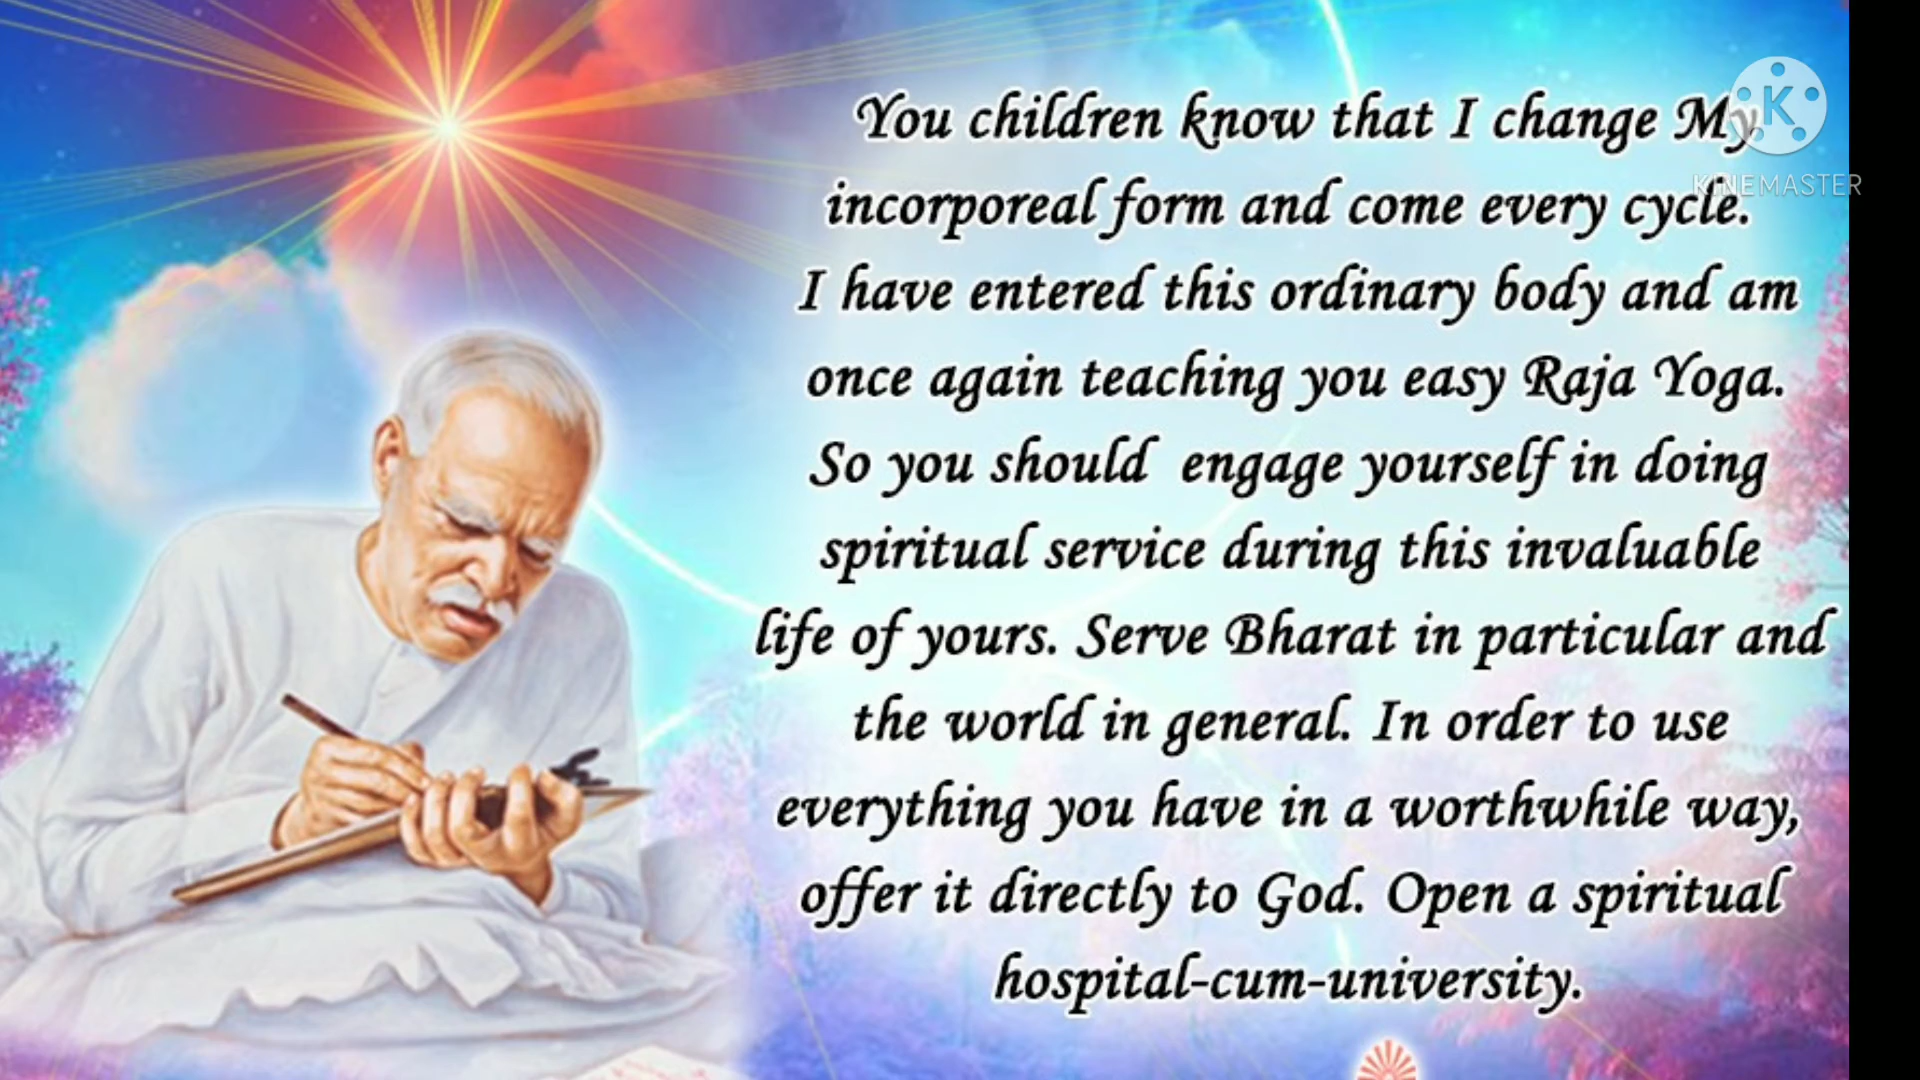 You children know that I change My
incorporeal form and come every cycle.
I have entered this ordinary body and am
once again teaching you easy Raja Yoga.
So you should engage yourself in doing
spiritual service during this invaluable
life of yours. Serve Bharat in particular and
the world in general. In order to use
everything you have in a worthwhile way,
offer it directly to God. Open a spiritual
hospital-cum-university.
K
KINEMASTER